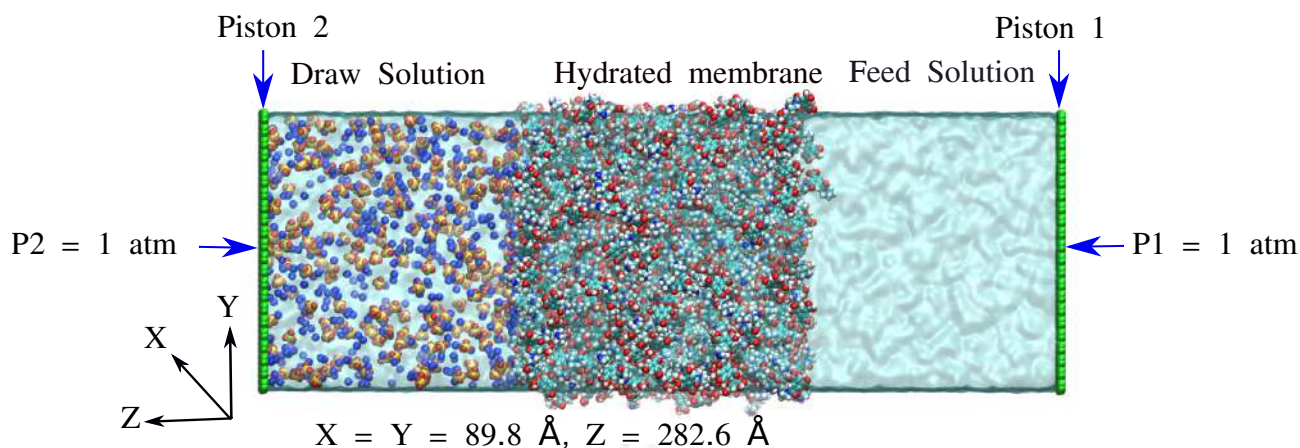 Piston 2
Piston 1
Draw Solution
Hydrated membrane
Feed Solution
P2 = 1 atm
P1 = 1 atm
Y
X
Z
X = Y = 89.8 Å, Z = 282.6 Å